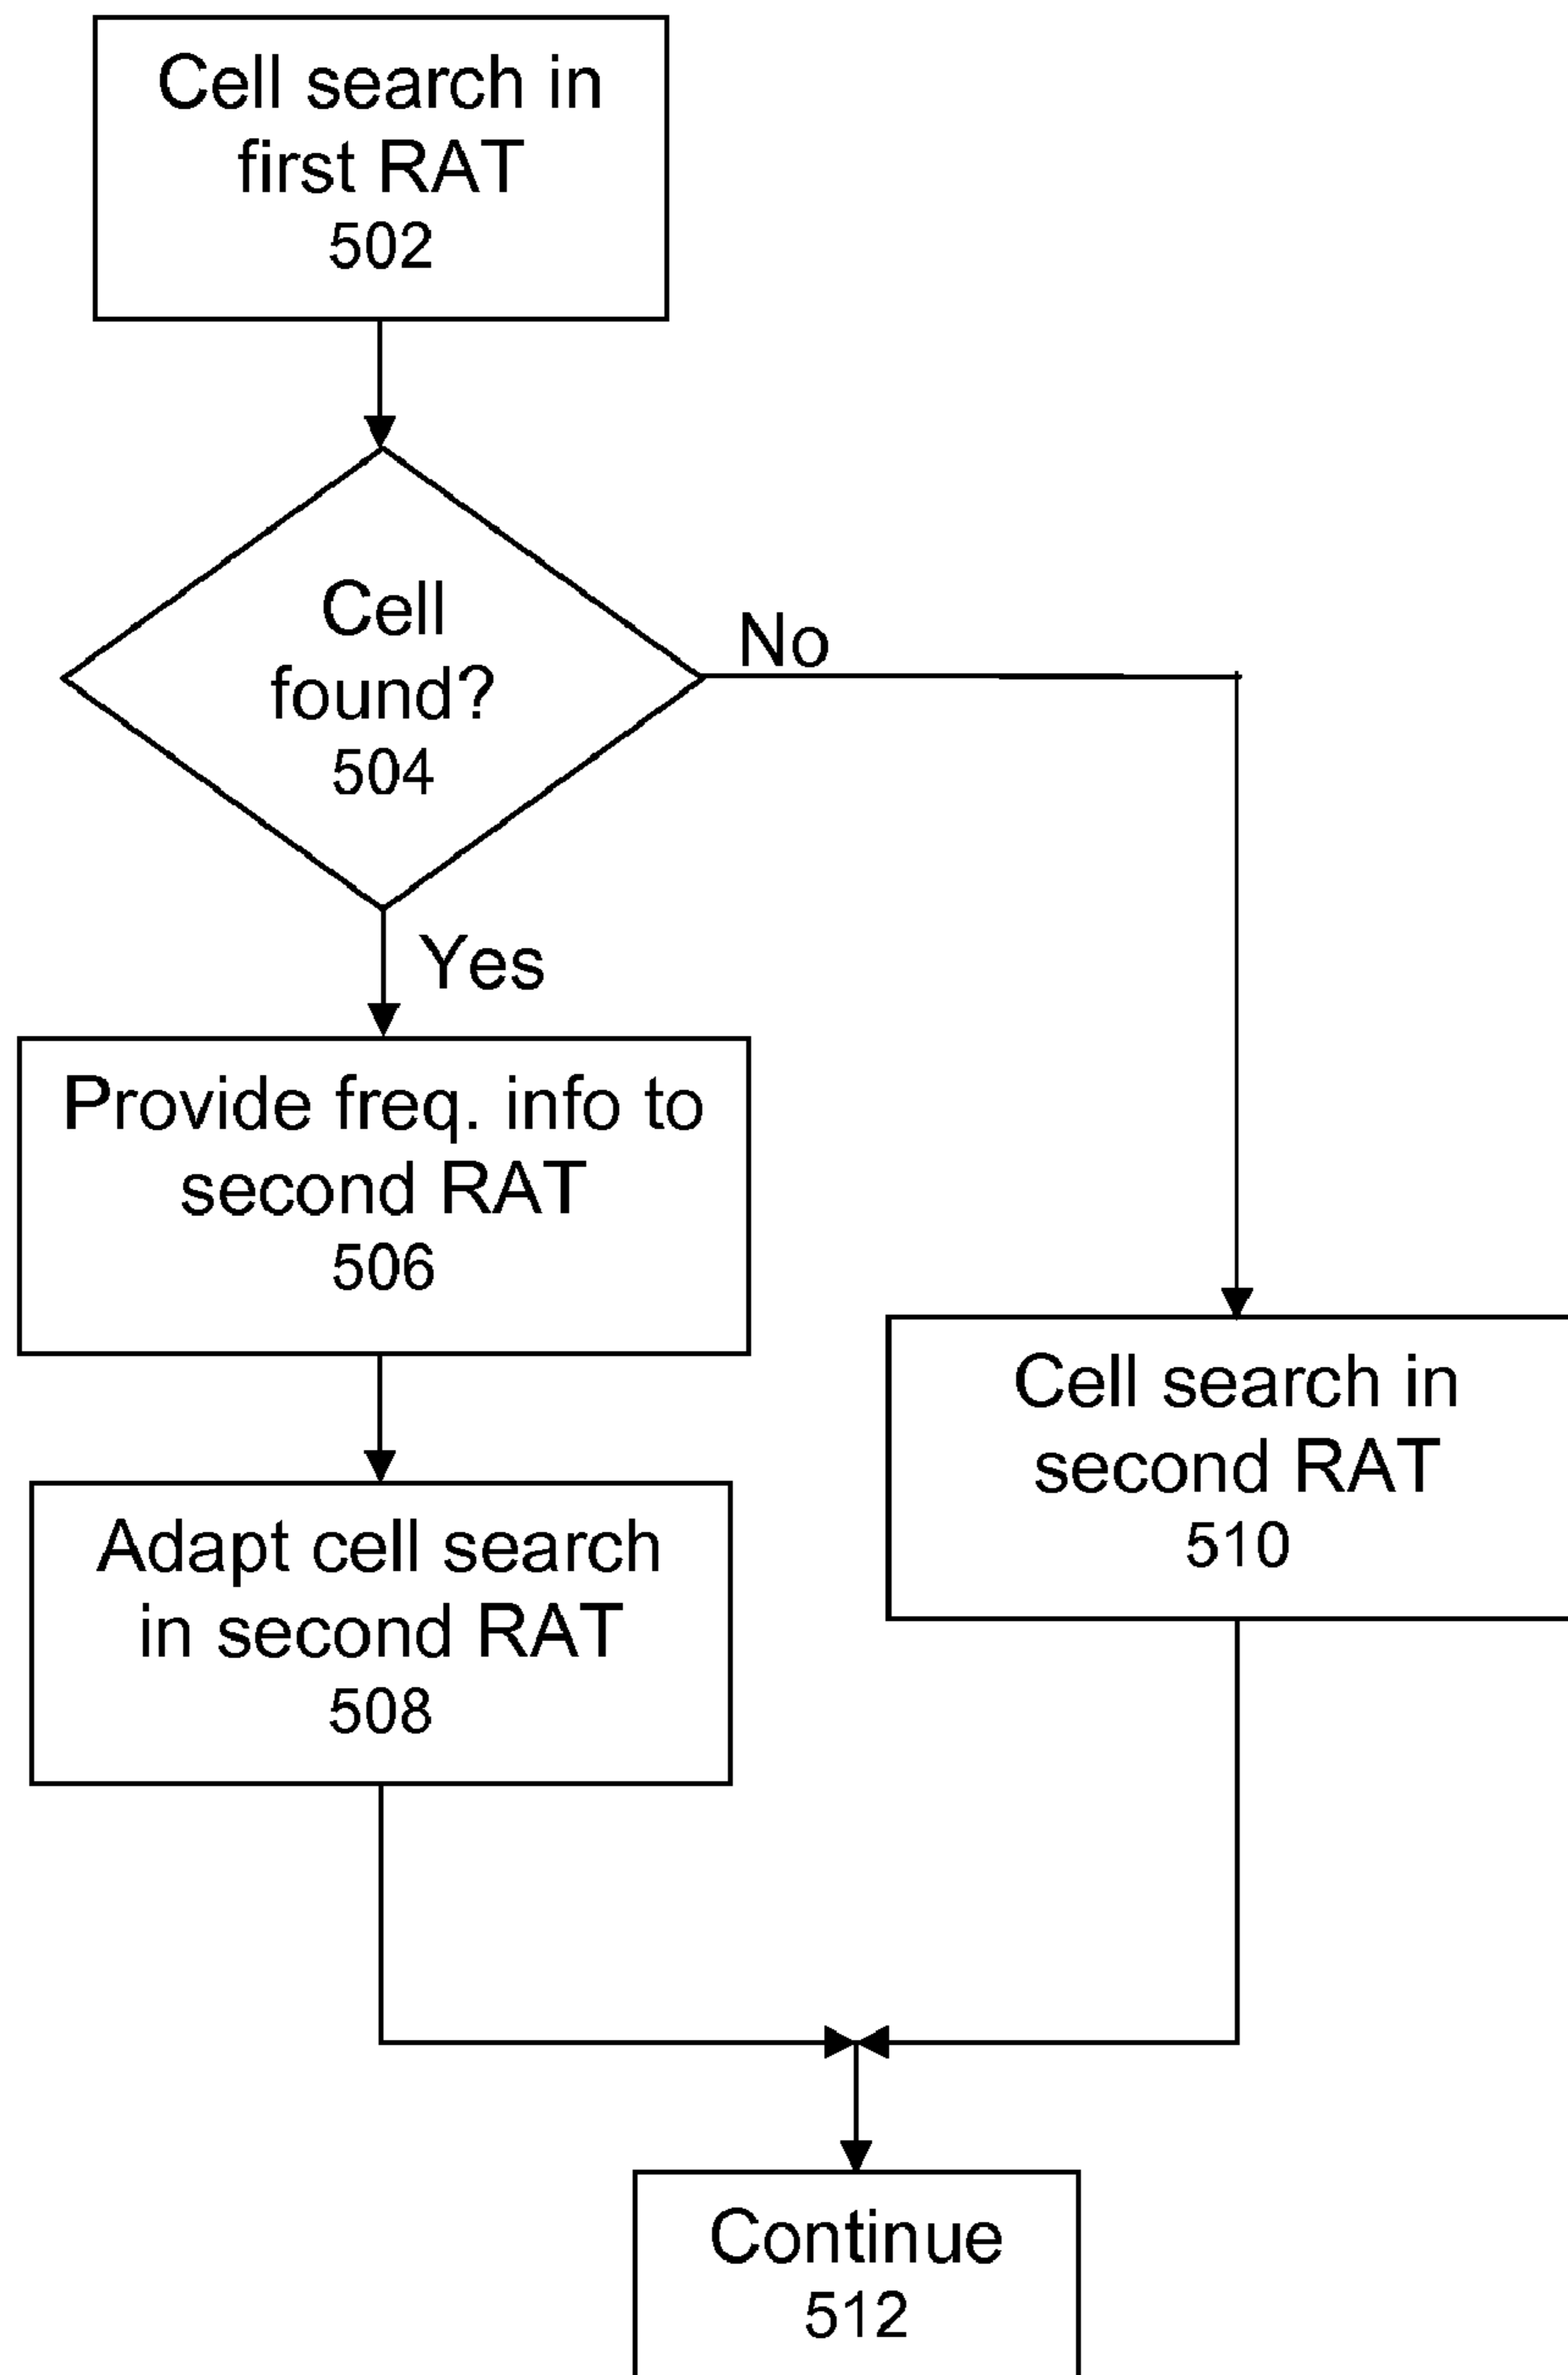 Cell search in
first RAT
502
Cell
found?
504
No
Yes
Provide freq. info to
second RAT
506
Cell search in
second RAT
510
Adapt cell search
in second RAT
508
Continue
512